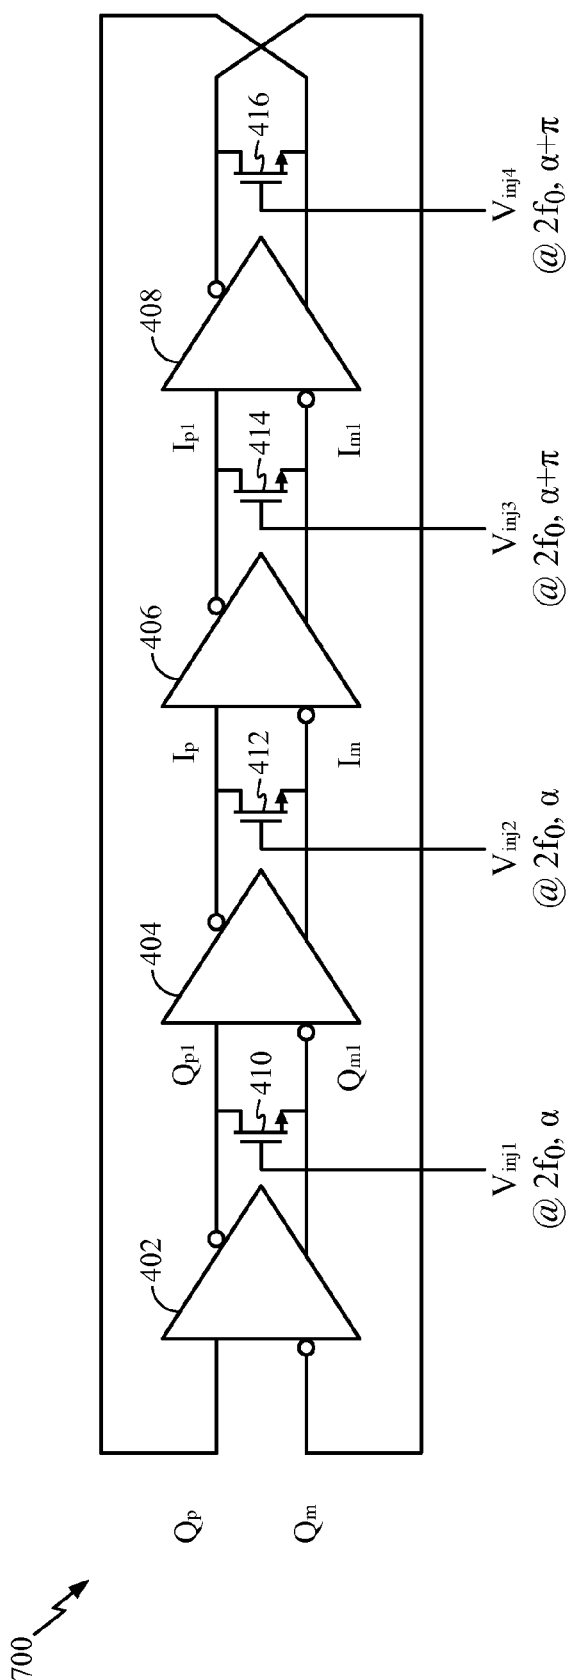 700
Qp
Qm
402
Vinj1
@ 2f0, α
410
Qp1
Qm1
404
Vinj2
@ 2f0, α
412
Ip
Im
406
Vinj3
@ 2f0, α+π
414
Ip1
Im1
408
Vinj4
@ 2f0, α+π
416